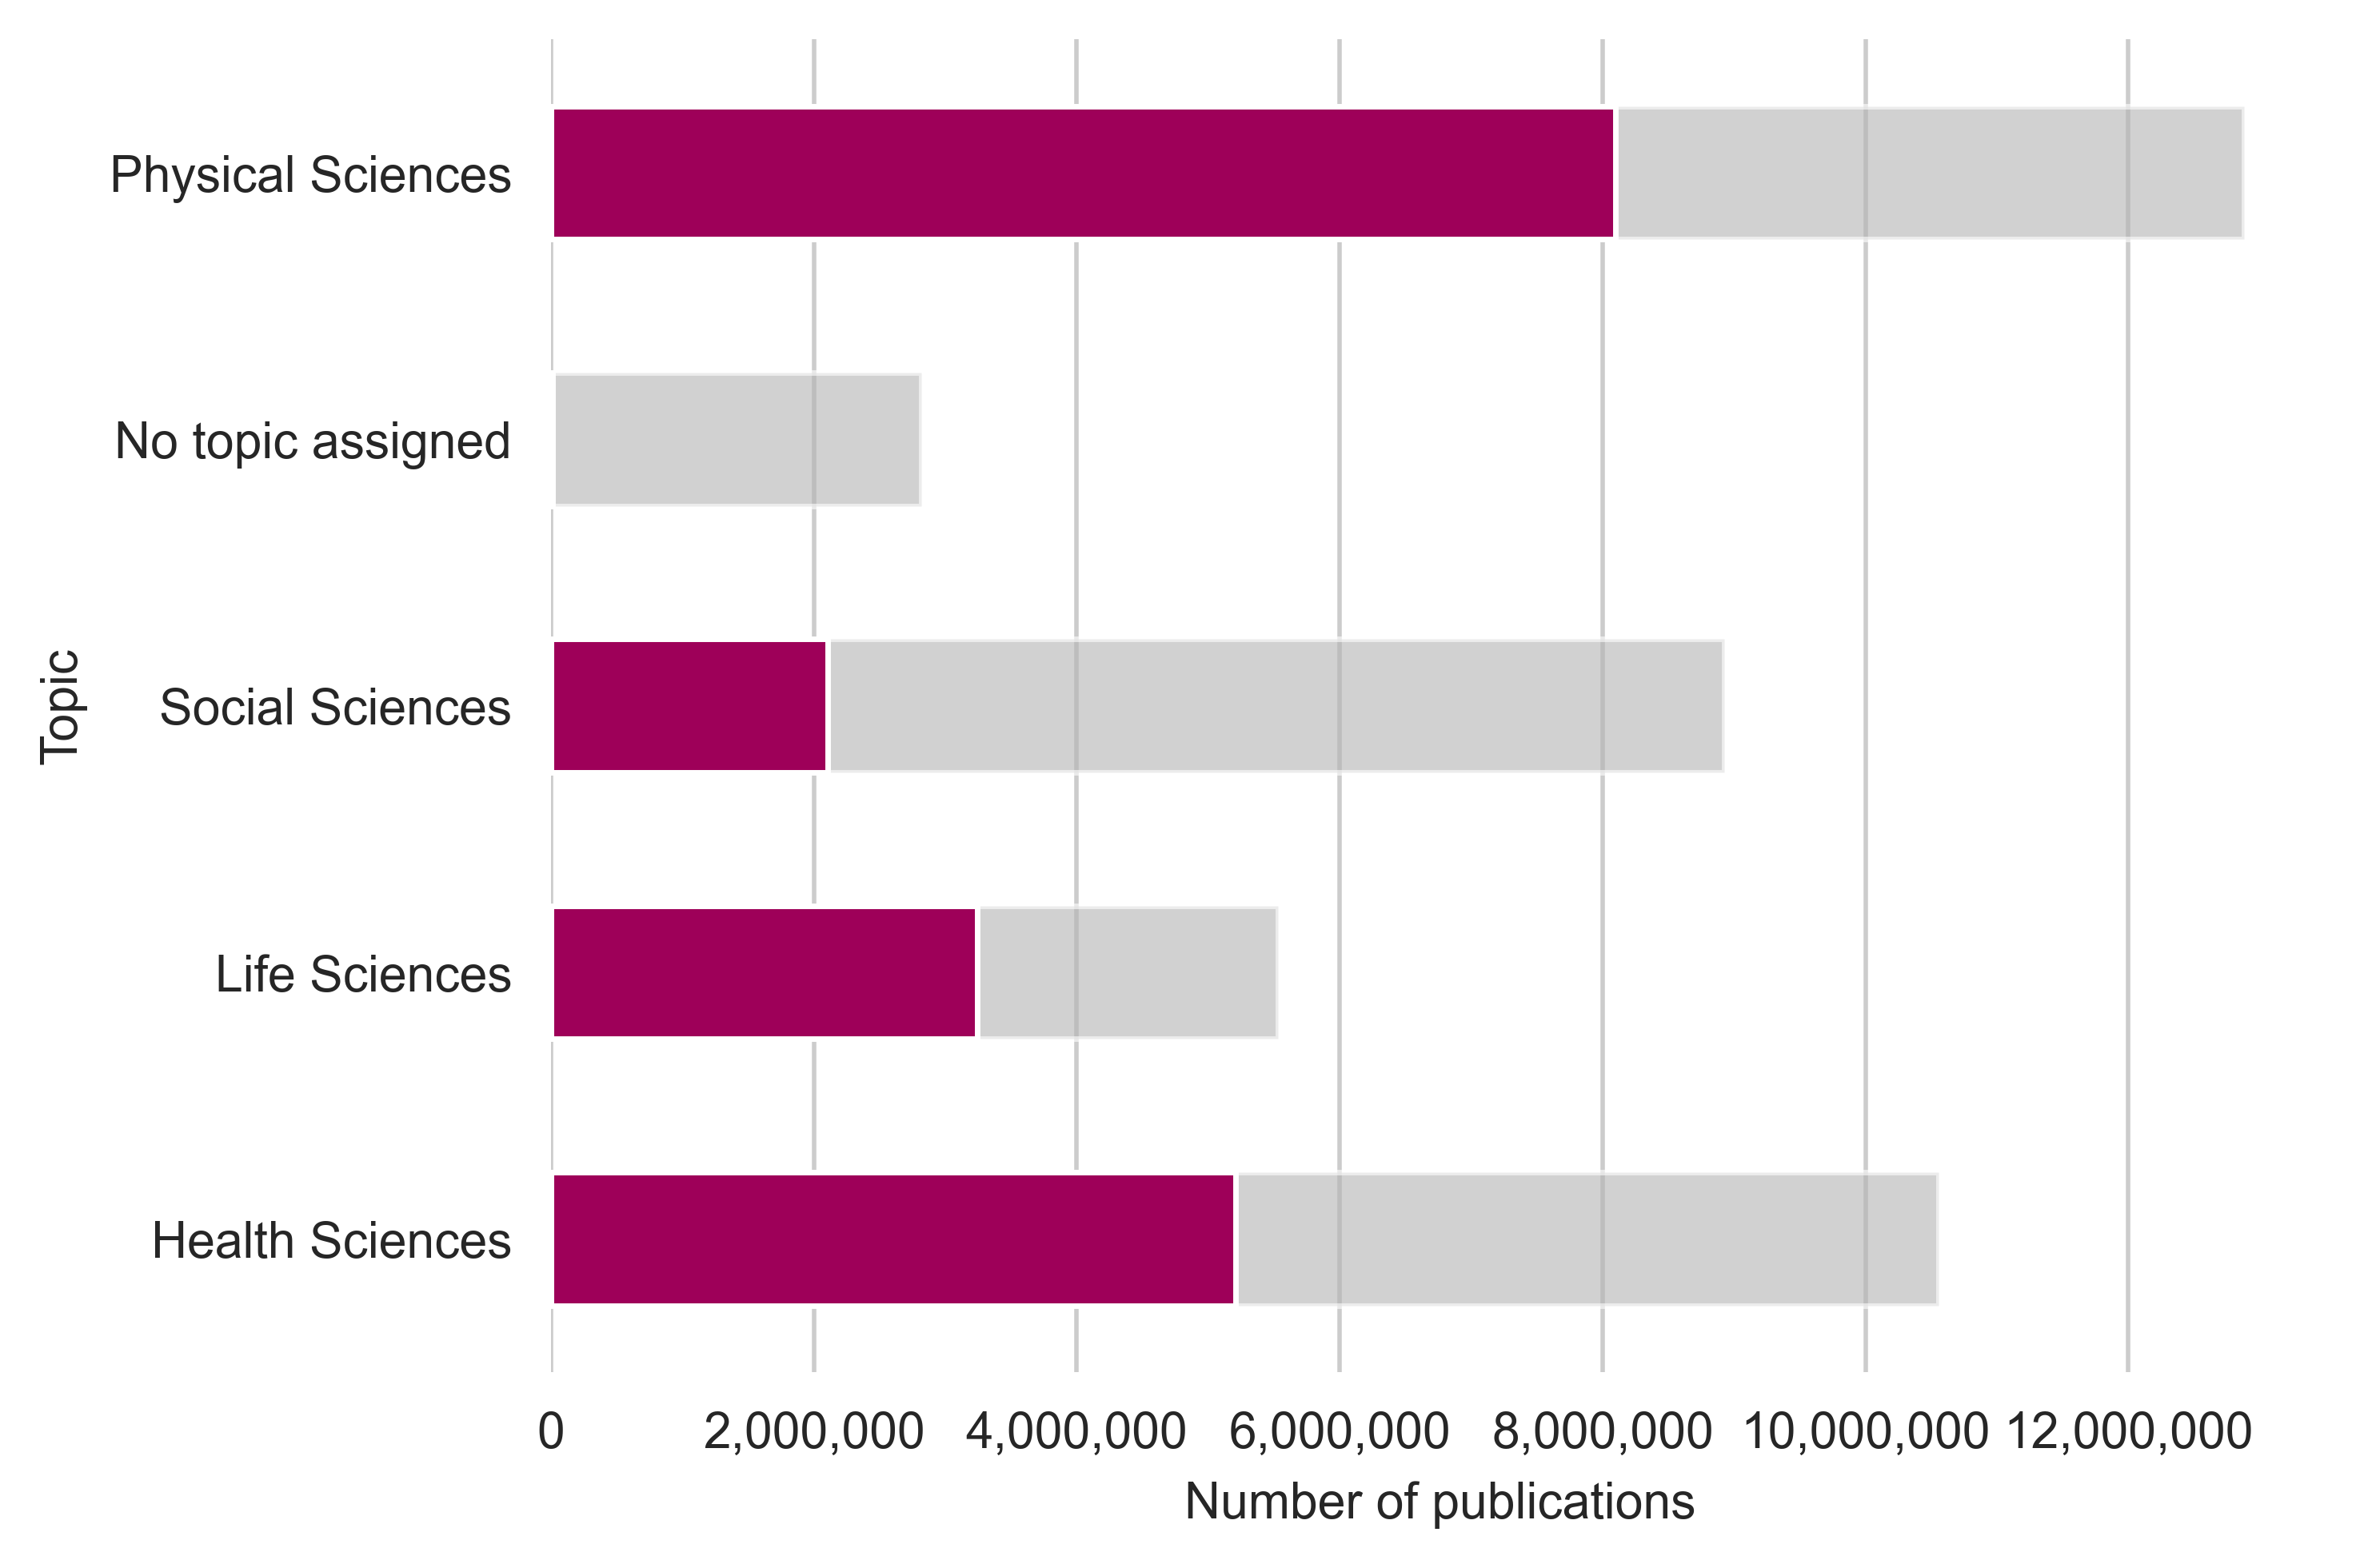 Physical Sciences
No topic assigned
Social Sciences
Life Sciences
Health Sciences
Topic
0 2,000,000 4,000,000 6,000,000 8,000,000 10,000,000 12,000,000
Number of publications